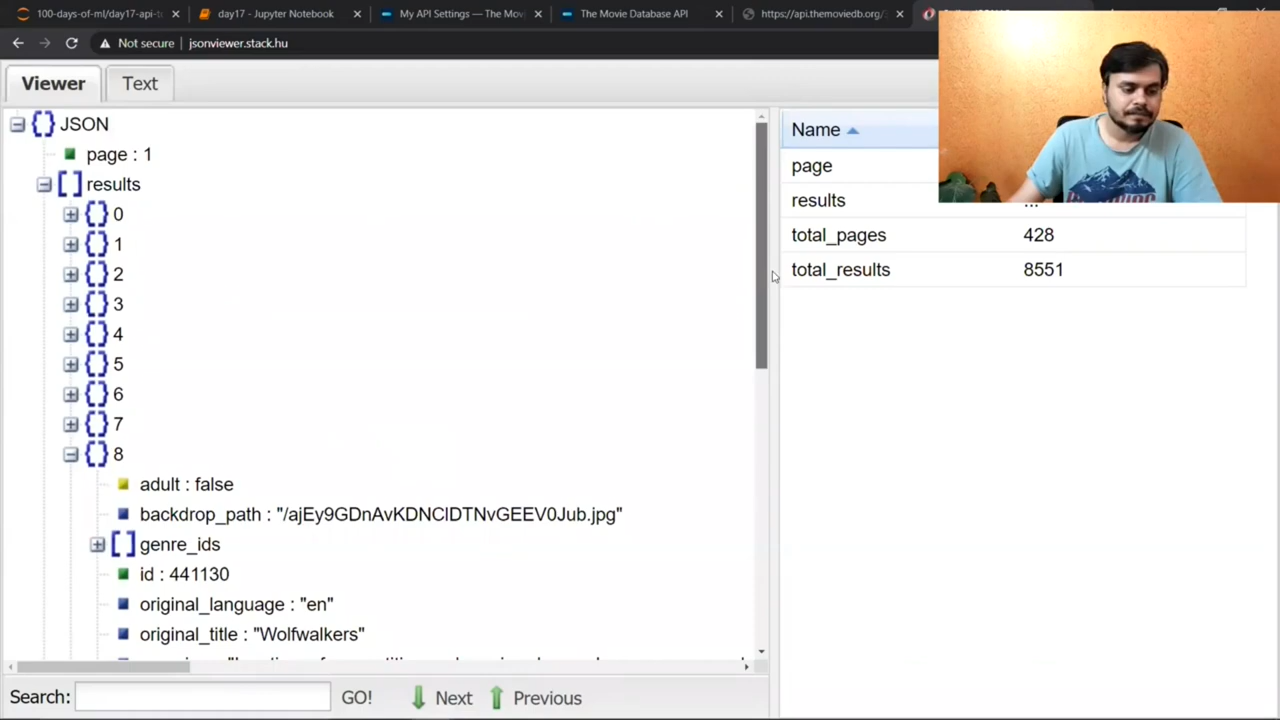 100-days-of-ml/day17-api-to
day17 - Jupyter Notebook
My API Settings — The Mov
The Movie Database API
https://api.themoviedb.org/
Not secure | jsonviewer.stack.hu
Viewer
Text
JSON
page : 1
results
0
1
2
3
4
5
6
7
8
adult : false
backdrop_path : "/ajEy9GDnAvKDNClDTNvGEEV0Jub.jpg"
genre_ids
id : 441130
original_language : "en"
original_title : "Wolfwalkers"
Search:
GO!
Next
Previous
Name
page
results ...
total_pages 428
total_results 8551